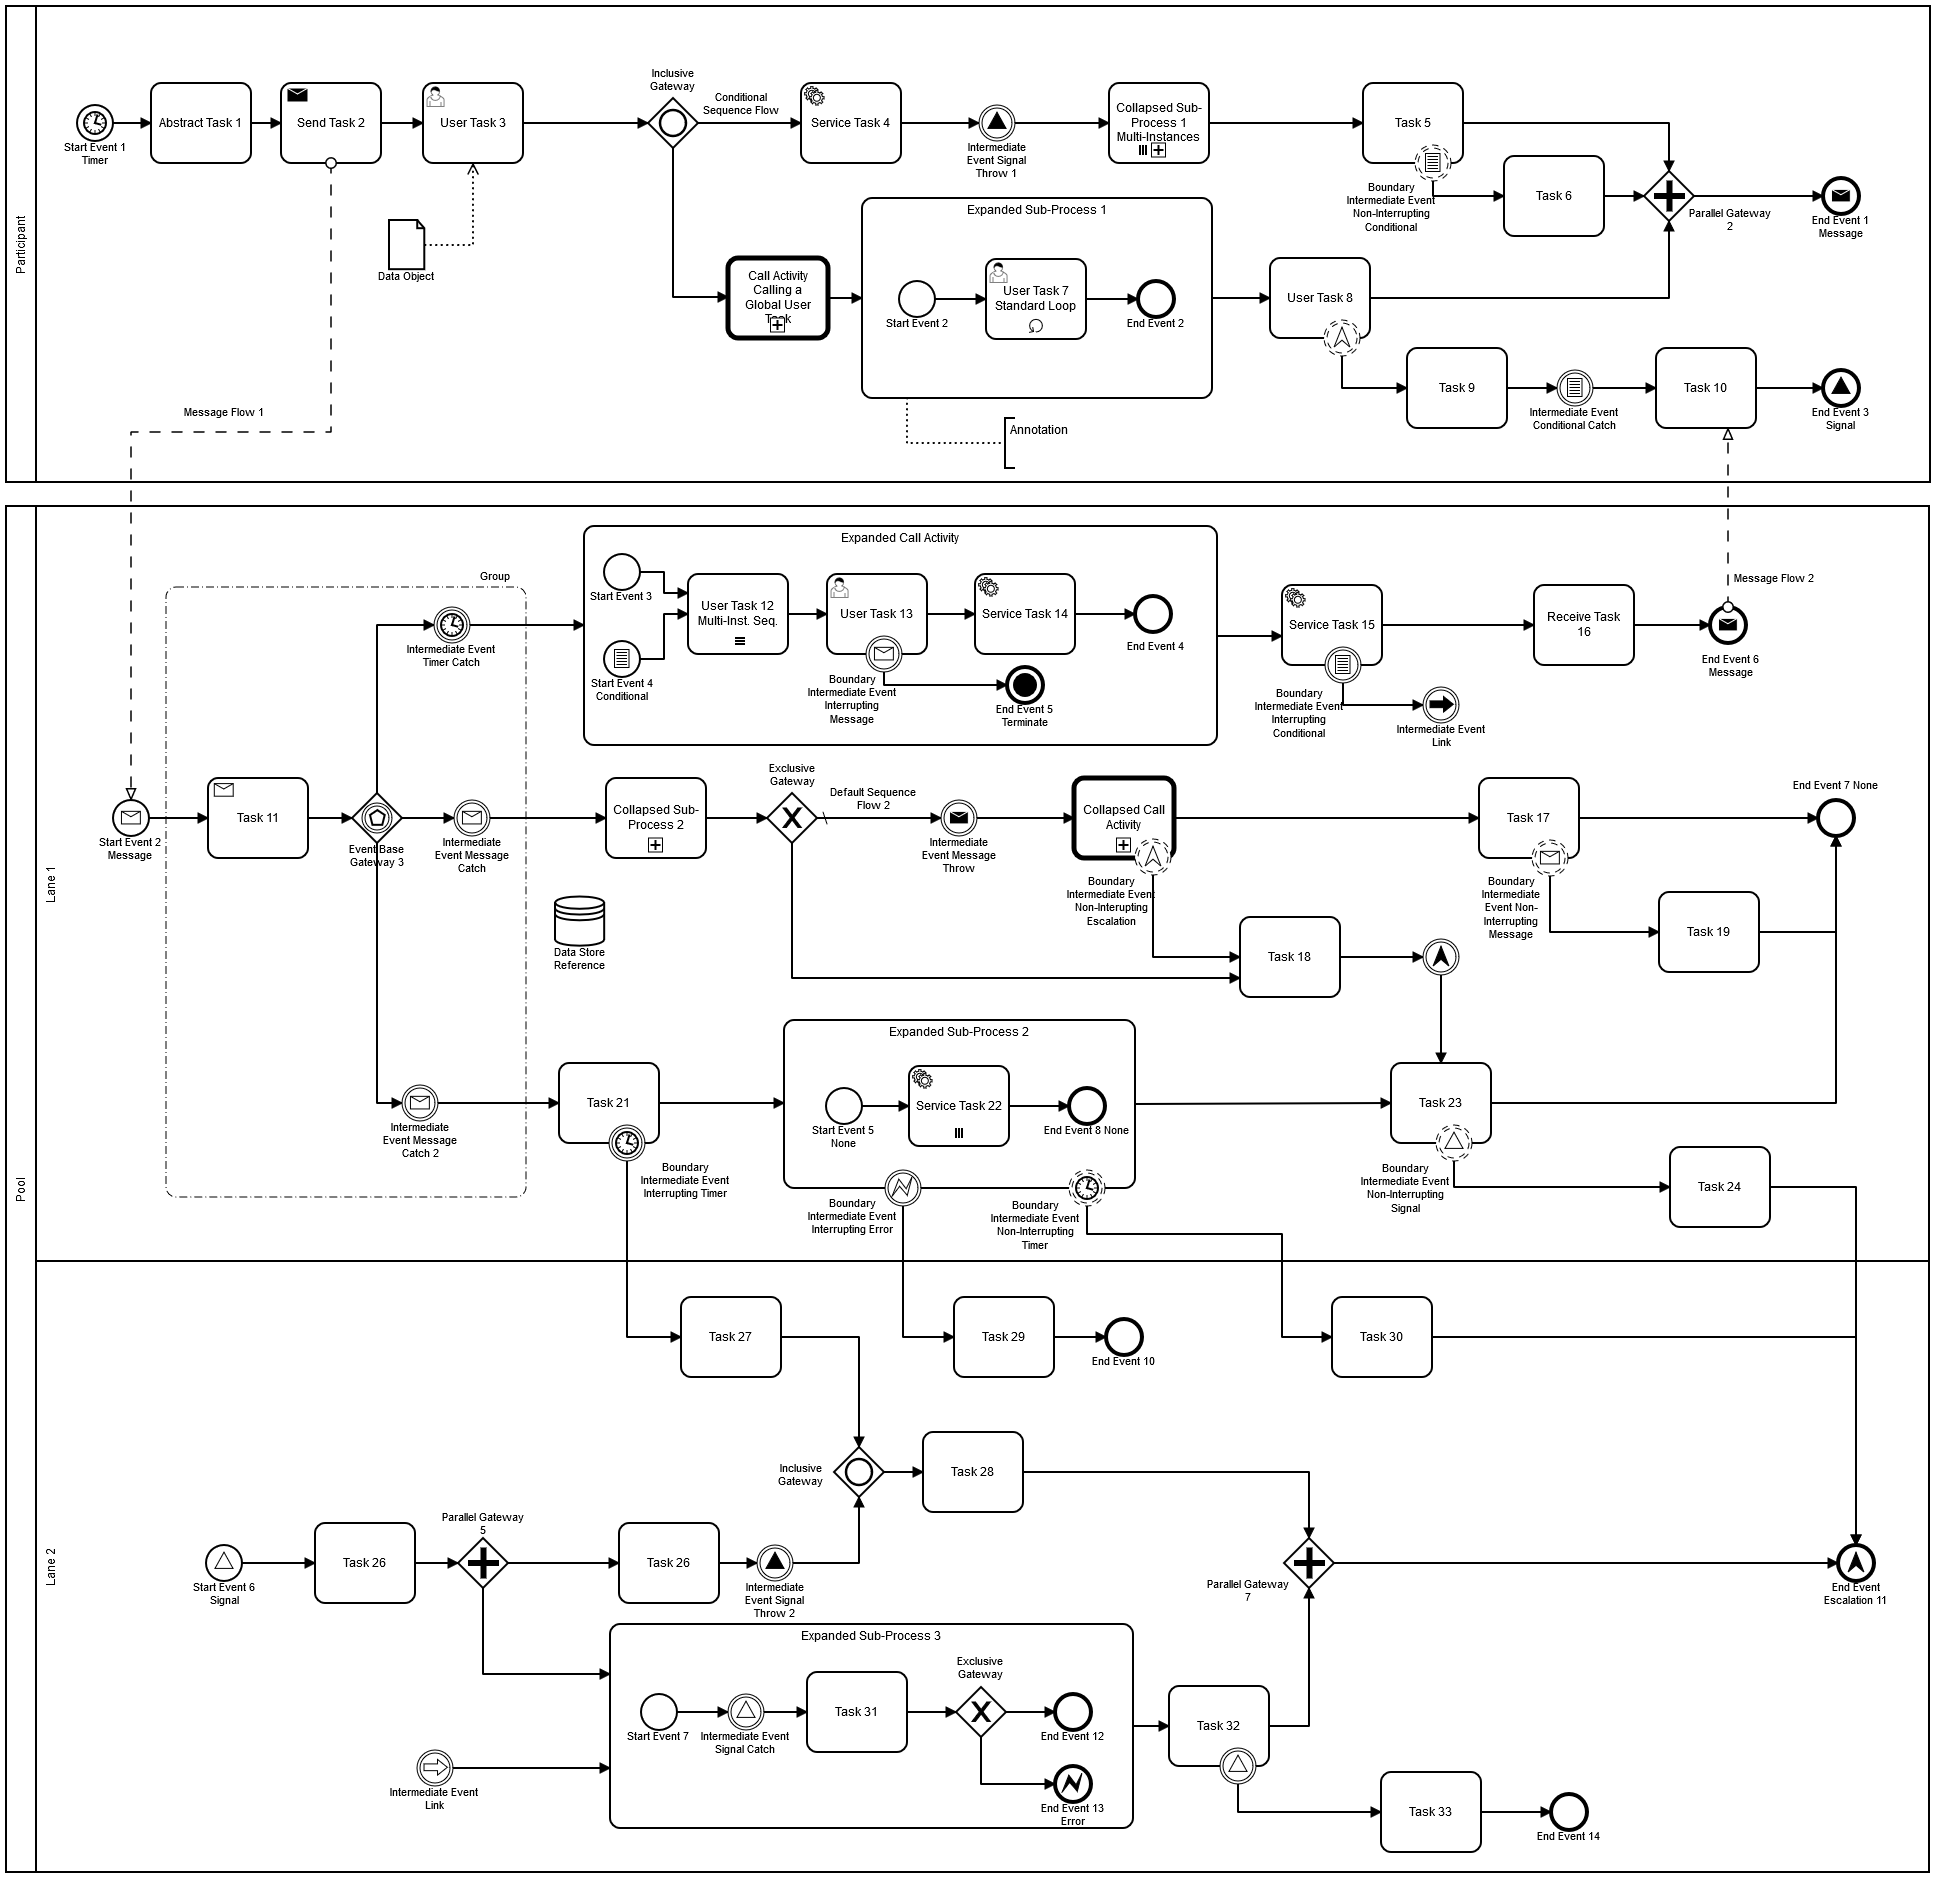 Participant
Start Event 1
Timer
Abstract Task 1
Send Task 2
User Task 3
Data Object
Inclusive
Gateway
Conditional
Sequence Flow
Service Task 4
Intermediate
Event Signal
Throw 1
Collapsed Sub-
Process 1
Multi-Instances
Task 5
Boundary
Intermediate Event
Non-Interrupting
Conditional
Task 6
Parallel Gateway
2
End Event 1
Message
Call Activity
Calling a
Global User
Task
Expanded Sub-Process 1
Start Event 2
User Task 7
Standard Loop
End Event 2
User Task 8
Task 9
Intermediate Event
Conditional Catch
Task 10
End Event 3
Signal
Annotation
Message Flow 1
Pool
Lane 1
Group
Start Event 2
Message
Task 11
Event Base
Gateway 3
Intermediate Event
Timer Catch
Intermediate
Event Message
Catch
Intermediate
Event Message
Catch 2
Expanded Call Activity
Start Event 3
Start Event 4
Conditional
User Task 12
Multi-Inst. Seq.
User Task 13
Boundary
Intermediate Event
Interrupting
Message
Service Task 14
End Event 4
End Event 5
Terminate
Service Task 15
Boundary
Intermediate Event
Interrupting
Conditional
Intermediate Event
Link
Receive Task
16
Message Flow 2
End Event 6
Message
Collapsed Sub-
Process 2
Exclusive
Gateway
Default Sequence
Flow 2
Intermediate
Event Message
Throw
Collapsed Call
Activity
Boundary
Intermediate Event
Non-Interupting
Escalation
Task 17
Boundary
Intermediate
Event Non-
Interrupting
Message
End Event 7 None
Task 19
Data Store
Reference
Task 18
Task 21
Boundary
Intermediate Event
Interrupting Timer
Expanded Sub-Process 2
Start Event 5
None
Service Task 22
End Event 8 None
Boundary
Intermediate Event
Interrupting Error
Boundary
Intermediate Event
Non-Interrupting
Timer
Task 23
Boundary
Intermediate Event
Non-Interrupting
Signal
Task 24
Lane 2
Task 27
Task 29
End Event 10
Task 30
Inclusive
Gateway
Task 28
Start Event 6
Signal
Task 26
Parallel Gateway
5
Task 26
Intermediate
Event Signal
Throw 2
Parallel Gateway
7
End Event
Escalation 11
Expanded Sub-Process 3
Start Event 7
Intermediate Event
Signal Catch
Task 31
Exclusive
Gateway
End Event 12
End Event 13
Error
Intermediate Event
Link
Task 32
Task 33
End Event 14